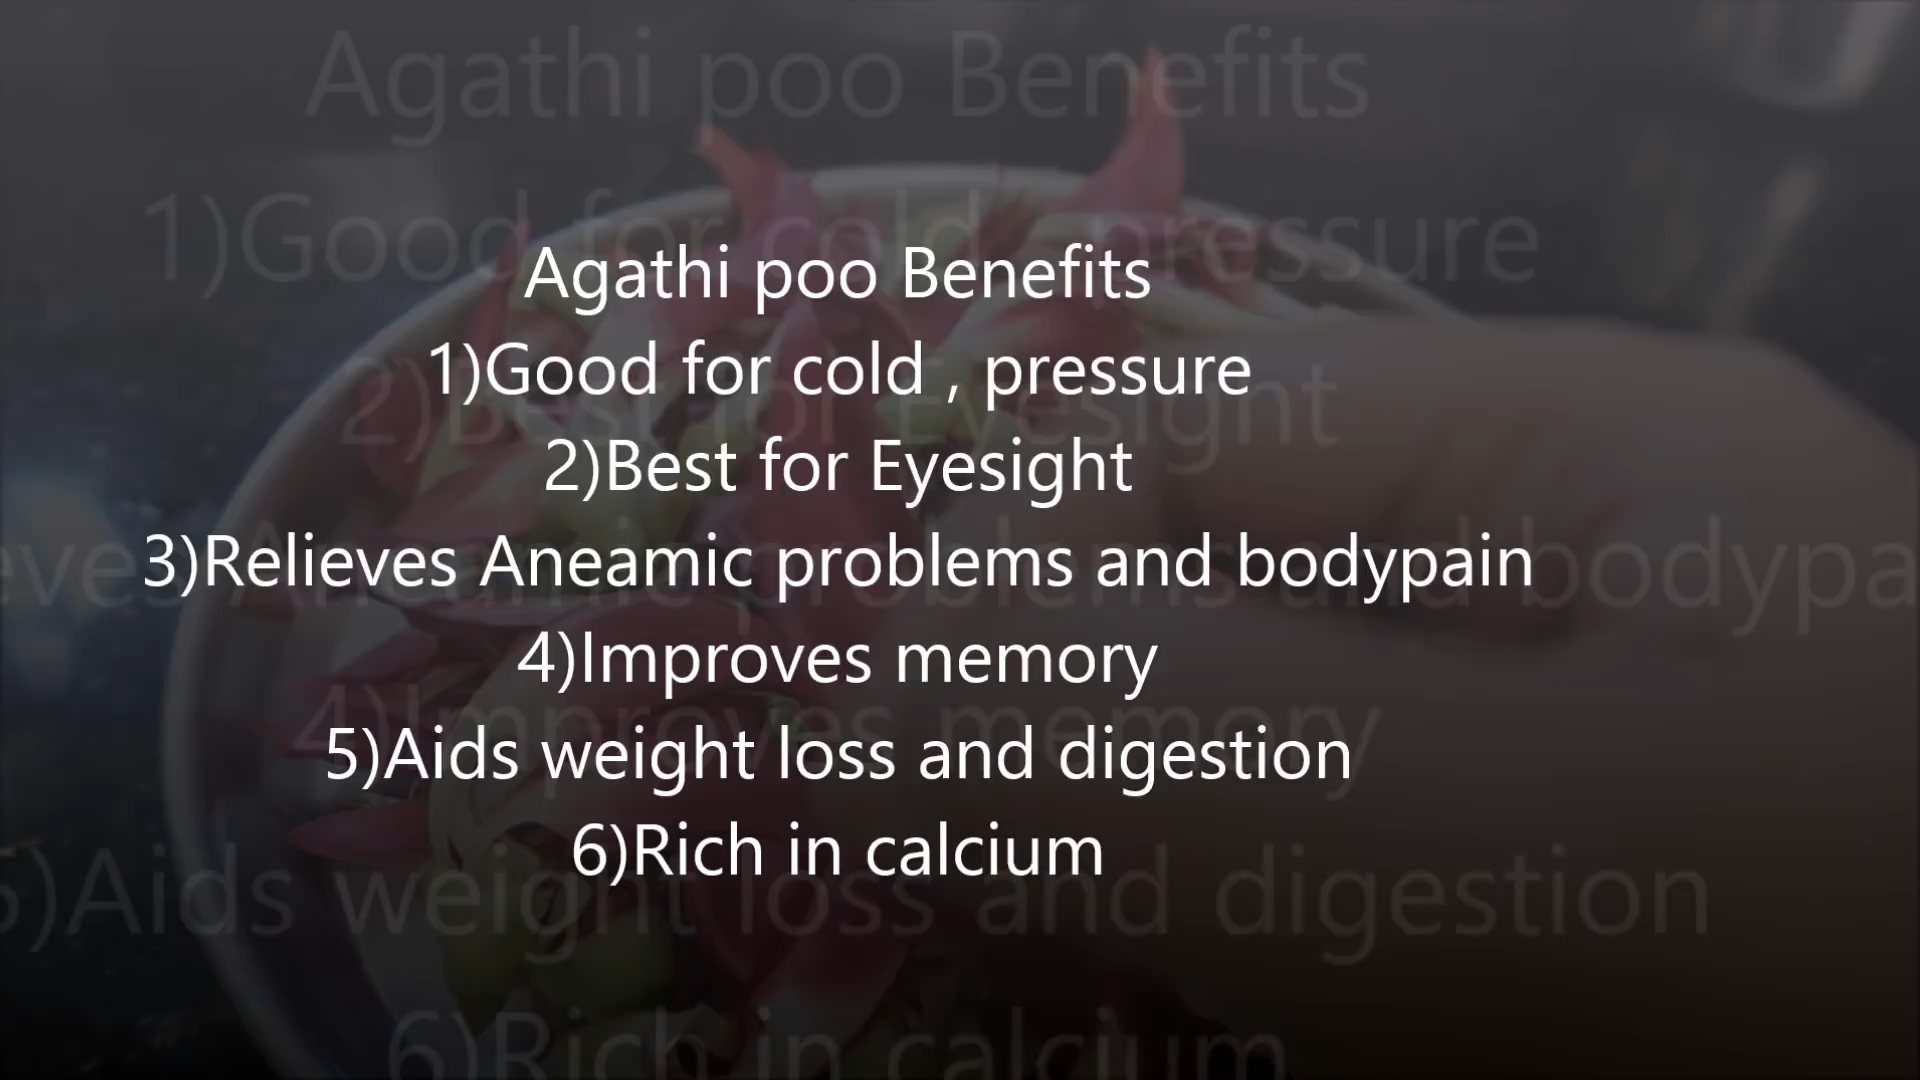 Agathi poo Benefits
1)Good for cold , pressure
2)Best for Eyesight
3)Relieves Aneamic problems and bodypain
4)Improves memory
5)Aids weight loss and digestion
6)Rich in calcium